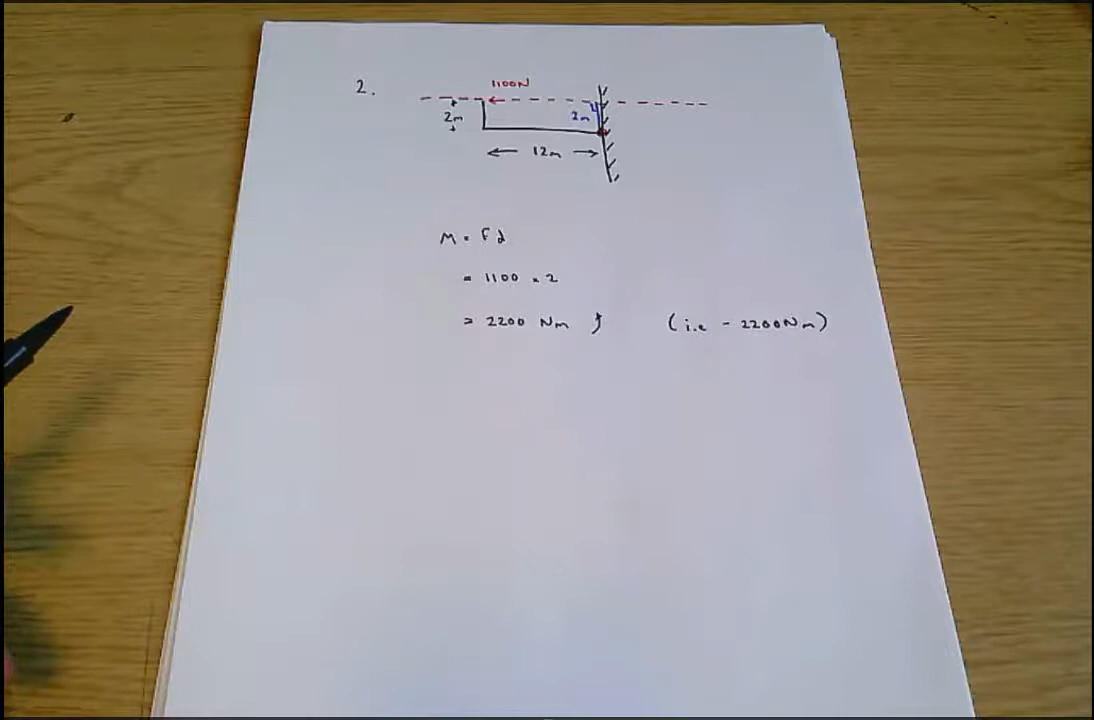 2.
1100N
2m
2m
12m
M = Fd
= 1100 × 2
= 2200 Nm (i.e - 2200Nm)